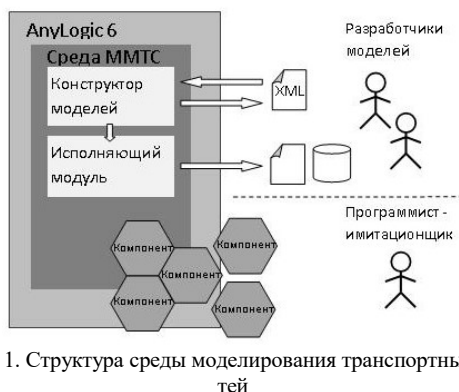 AnyLogic 6
Среда ММТС
Конструктор
моделей
XML
Исполняющий
модуль
Разработчики
моделей
Программист -
имитационщик
Компонент
Компонент
Компонент
Компонент
Компонент
1. Структура среды моделирования транспортнь
тей